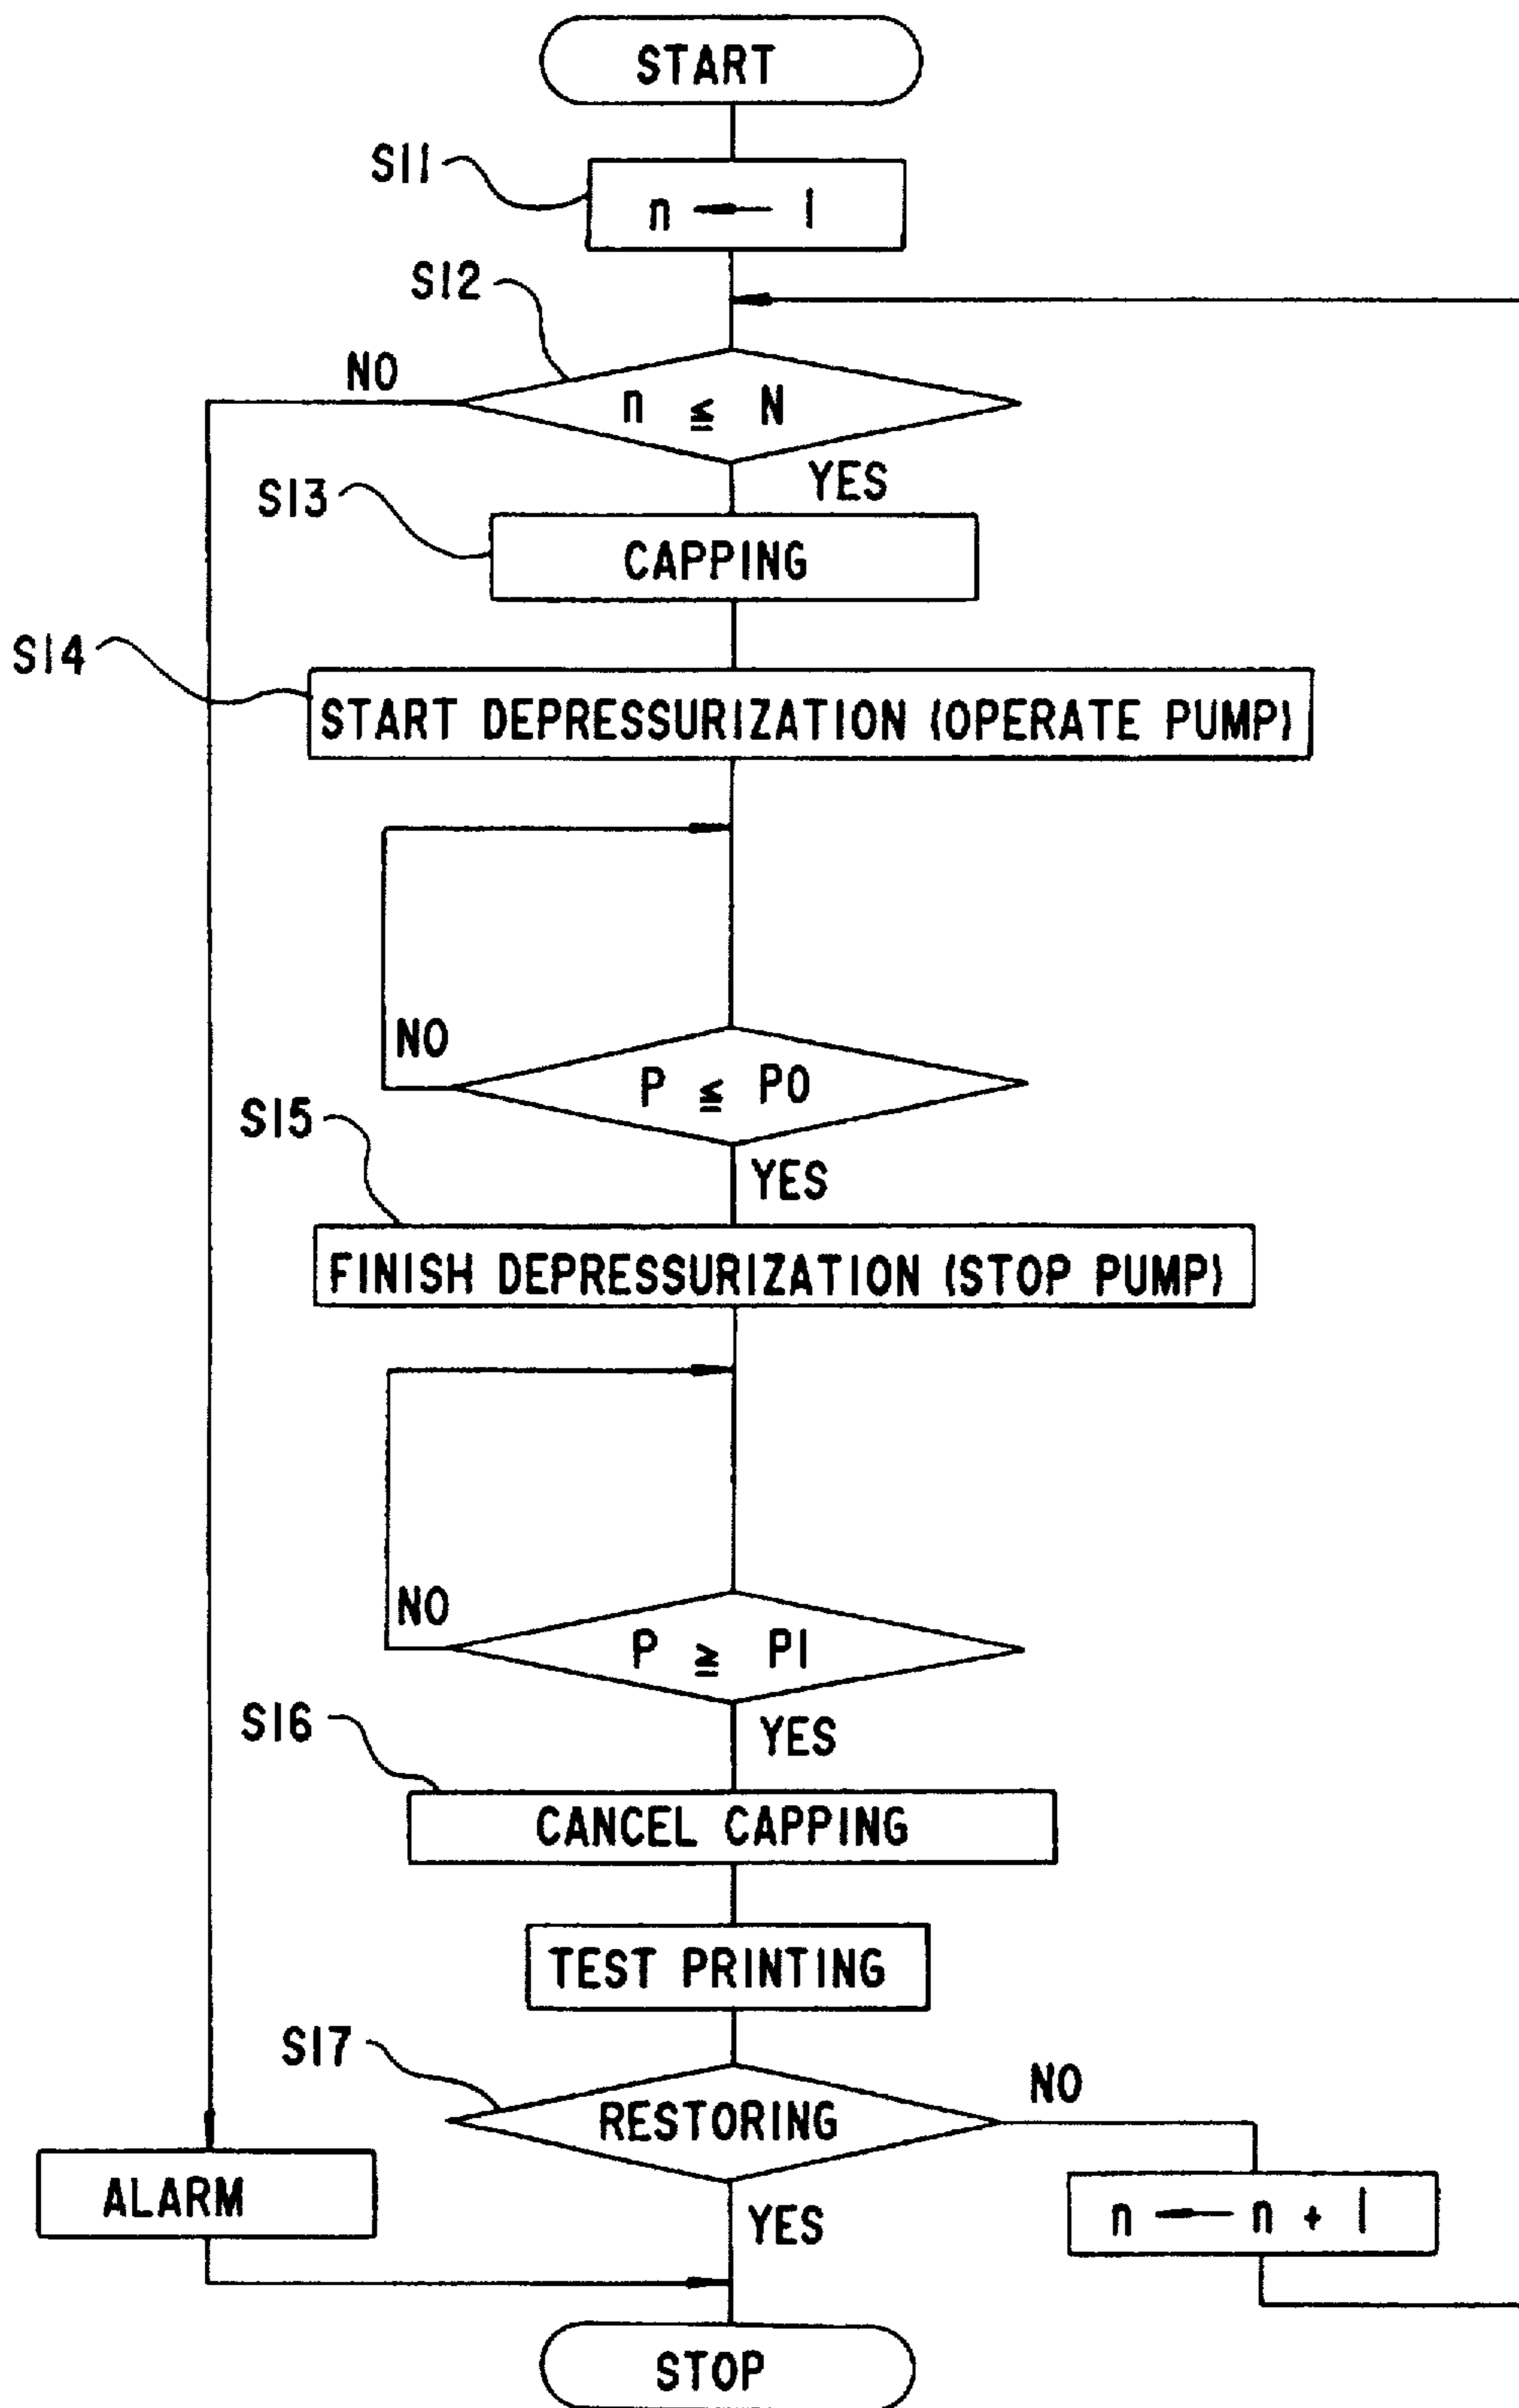 START
S11
n ← 1
S12
NO
n ≦ N
YES
S13
CAPPING
S14
START DEPRESSURIZATION (OPERATE PUMP)
NO
P ≦ P0
S15
YES
FINISH DEPRESSURIZATION (STOP PUMP)
NO
P ≧ P1
S16
YES
CANCEL CAPPING
TEST PRINTING
S17
NO
RESTORING
ALARM
YES
n ← n + 1
STOP